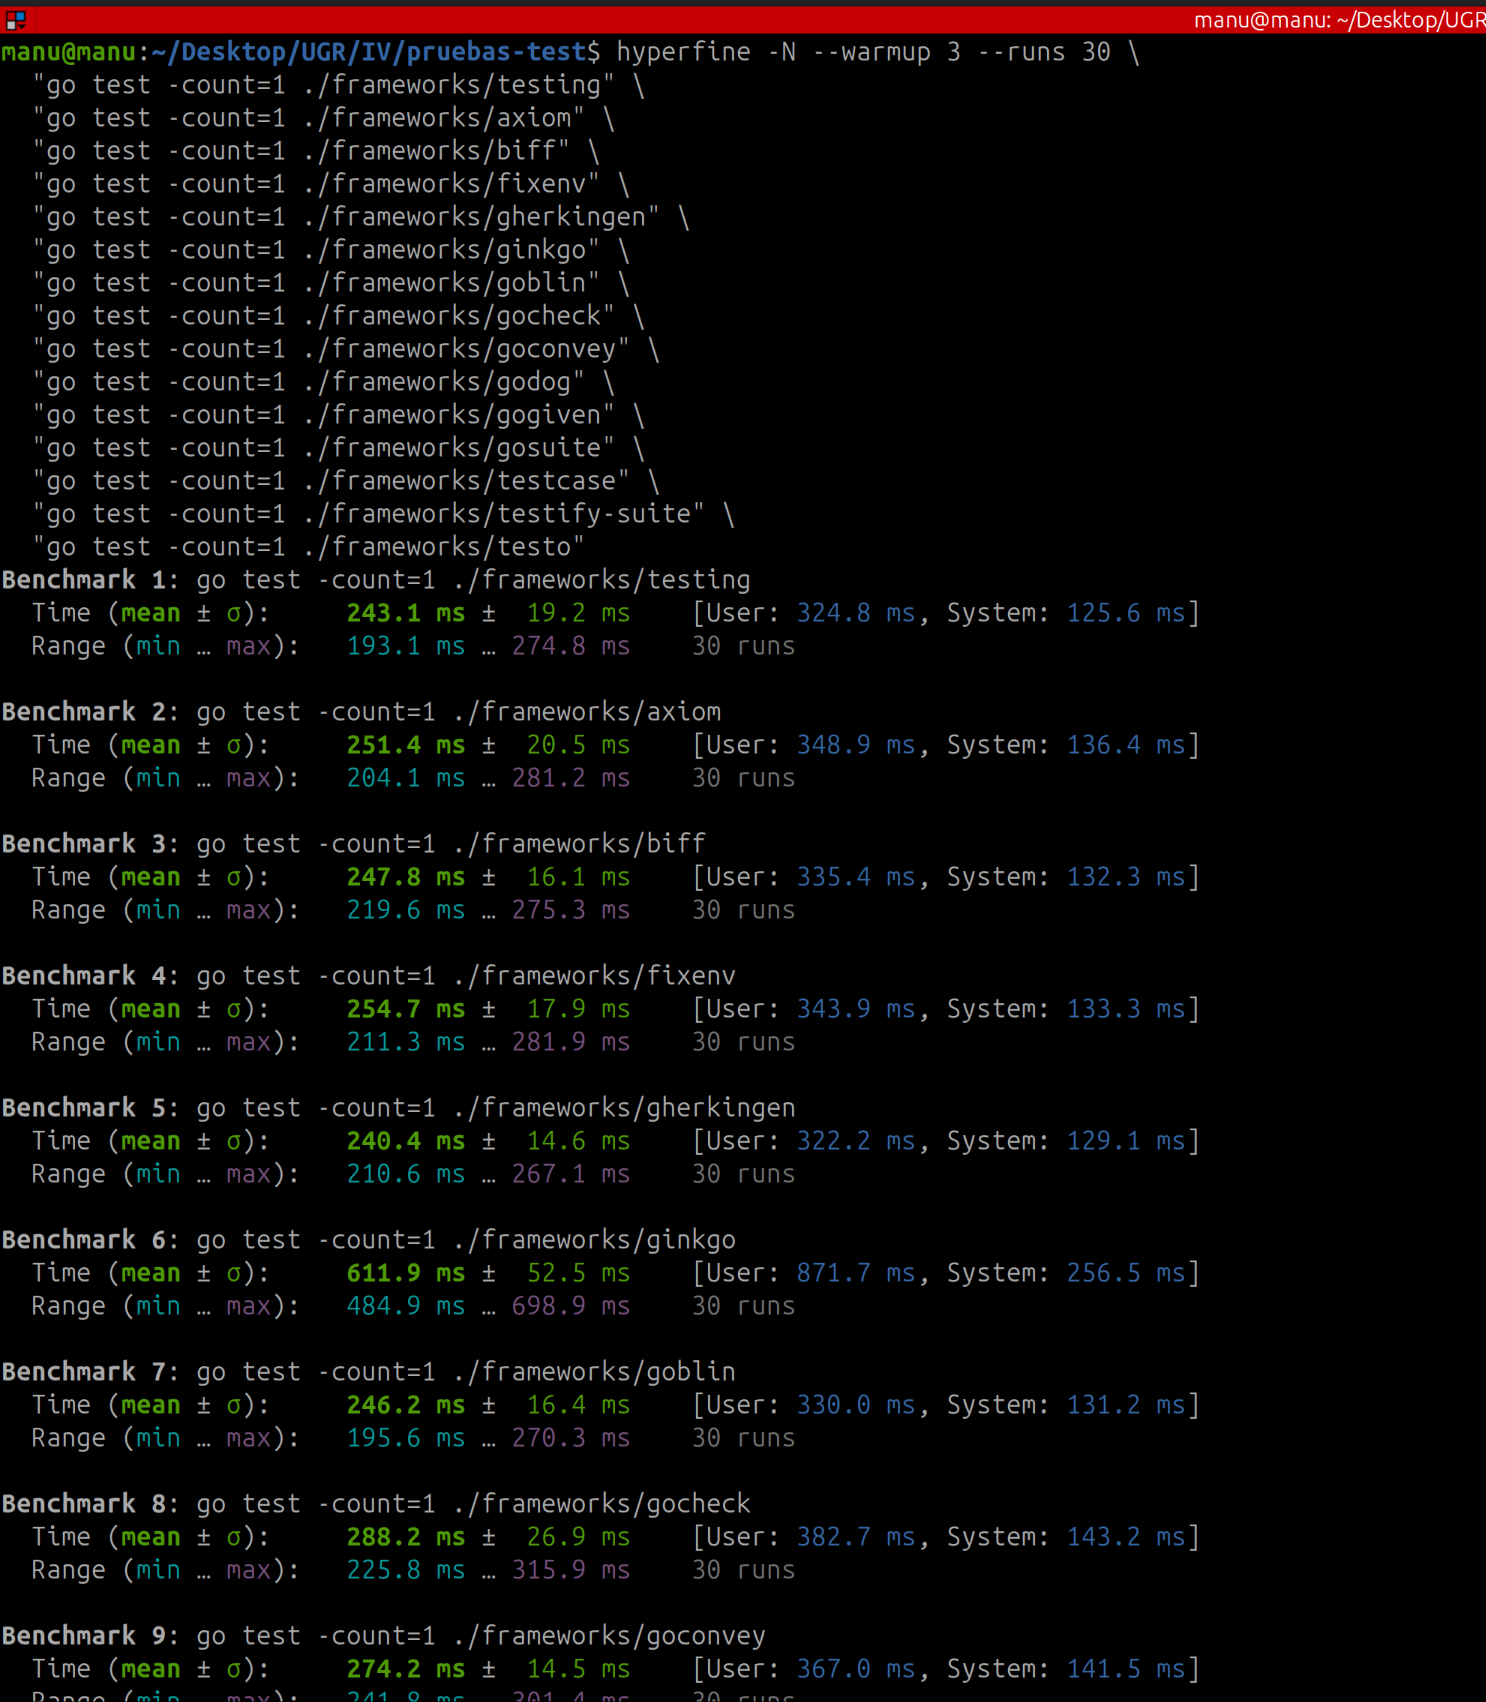 manu@manu: ~/Desktop/UGR
manu@manu:~/Desktop/UGR/IV/pruebas-test$ hyperfine -N --warmup 3 --runs 30 \
  "go test -count=1 ./frameworks/testing" \
  "go test -count=1 ./frameworks/axiom" \
  "go test -count=1 ./frameworks/biff" \
  "go test -count=1 ./frameworks/fixenv" \
  "go test -count=1 ./frameworks/gherkingen" \
  "go test -count=1 ./frameworks/ginkgo" \
  "go test -count=1 ./frameworks/goblin" \
  "go test -count=1 ./frameworks/gocheck" \
  "go test -count=1 ./frameworks/goconvey" \
  "go test -count=1 ./frameworks/godog" \
  "go test -count=1 ./frameworks/gogiven" \
  "go test -count=1 ./frameworks/gosuite" \
  "go test -count=1 ./frameworks/testcase" \
  "go test -count=1 ./frameworks/testify-suite" \
  "go test -count=1 ./frameworks/testo"
Benchmark 1: go test -count=1 ./frameworks/testing
  Time (mean ± σ):     243.1 ms ±  19.2 ms    [User: 324.8 ms, System: 125.6 ms]
  Range (min … max):   193.1 ms … 274.8 ms    30 runs

Benchmark 2: go test -count=1 ./frameworks/axiom
  Time (mean ± σ):     251.4 ms ±  20.5 ms    [User: 348.9 ms, System: 136.4 ms]
  Range (min … max):   204.1 ms … 281.2 ms    30 runs

Benchmark 3: go test -count=1 ./frameworks/biff
  Time (mean ± σ):     247.8 ms ±  16.1 ms    [User: 335.4 ms, System: 132.3 ms]
  Range (min … max):   219.6 ms … 275.3 ms    30 runs

Benchmark 4: go test -count=1 ./frameworks/fixenv
  Time (mean ± σ):     254.7 ms ±  17.9 ms    [User: 343.9 ms, System: 133.3 ms]
  Range (min … max):   211.3 ms … 281.9 ms    30 runs

Benchmark 5: go test -count=1 ./frameworks/gherkingen
  Time (mean ± σ):     240.4 ms ±  14.6 ms    [User: 322.2 ms, System: 129.1 ms]
  Range (min … max):   210.6 ms … 267.1 ms    30 runs

Benchmark 6: go test -count=1 ./frameworks/ginkgo
  Time (mean ± σ):     611.9 ms ±  52.5 ms    [User: 871.7 ms, System: 256.5 ms]
  Range (min … max):   484.9 ms … 698.9 ms    30 runs

Benchmark 7: go test -count=1 ./frameworks/goblin
  Time (mean ± σ):     246.2 ms ±  16.4 ms    [User: 330.0 ms, System: 131.2 ms]
  Range (min … max):   195.6 ms … 270.3 ms    30 runs

Benchmark 8: go test -count=1 ./frameworks/gocheck
  Time (mean ± σ):     288.2 ms ±  26.9 ms    [User: 382.7 ms, System: 143.2 ms]
  Range (min … max):   225.8 ms … 315.9 ms    30 runs

Benchmark 9: go test -count=1 ./frameworks/goconvey
  Time (mean ± σ):     274.2 ms ±  14.5 ms    [User: 367.0 ms, System: 141.5 ms]
  Range (min … max):   241.8 ms … 301.4 ms    30 runs